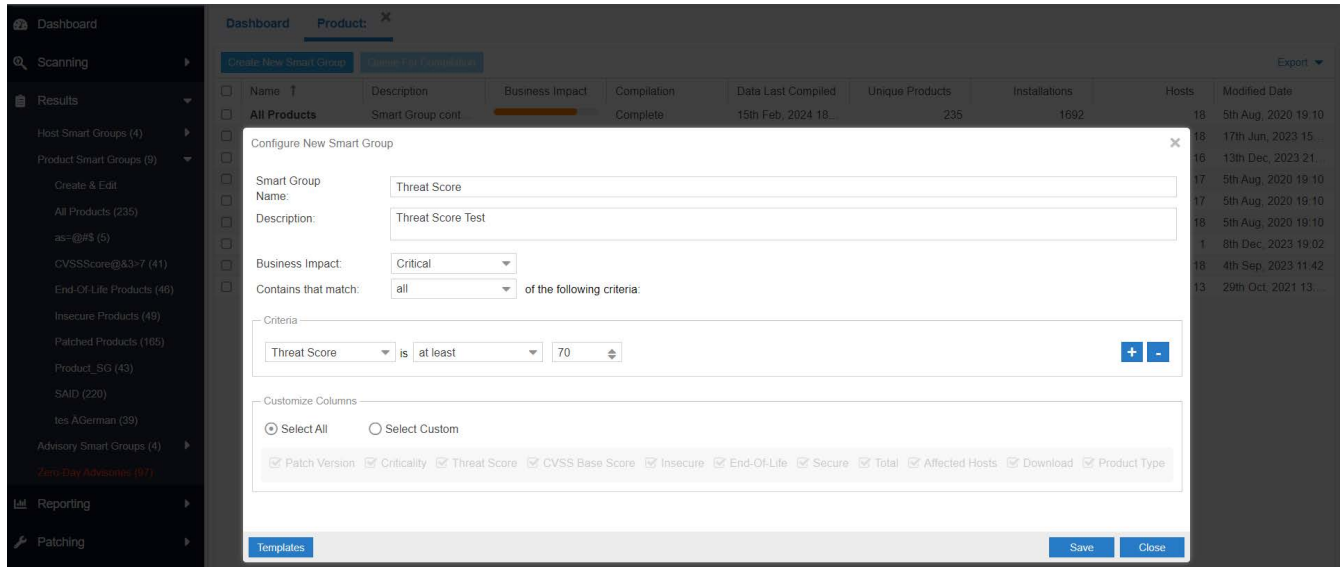 Dashboard
Scanning
Results
Host Smart Groups (4)
Product Smart Groups (9)
Create & Edit
All Products (235)
as=@#$ (5)
CVSSScore@&3>7 (41)
End-Of-Life Products (46)
Insecure Products (49)
Patched Products (165)
Product_SG (43)
SAID (220)
tes ÄGerman (39)
Advisory Smart Groups (4)
Zero-Day Advisories (97)
Reporting
Patching
Dashboard Product:
Create New Smart Group Queue For Compilation
Export
Name ↑ Description Business Impact Compilation Data Last Compiled Unique Products Installations Hosts Modified Date
All Products Smart Group cont... Complete 15th Feb, 2024 18... 235 1692 18 5th Aug, 2020 19:10
18 17th Jun, 2023 15...
16 13th Dec, 2023 21...
17 5th Aug, 2020 19:10
17 5th Aug, 2020 19:10
18 5th Aug, 2020 19:10
1 8th Dec, 2023 19:02
18 4th Sep, 2023 11:42
13 29th Oct, 2021 13...
Configure New Smart Group
Smart Group Name: Threat Score
Description: Threat Score Test
Business Impact: Critical
Contains that match: all of the following criteria:
Criteria
Threat Score is at least 70 + -
Customize Columns
Select All Select Custom
Patch Version Criticality Threat Score CVSS Base Score Insecure End-Of-Life Secure Total Affected Hosts Download Product Type
Templates Save Close